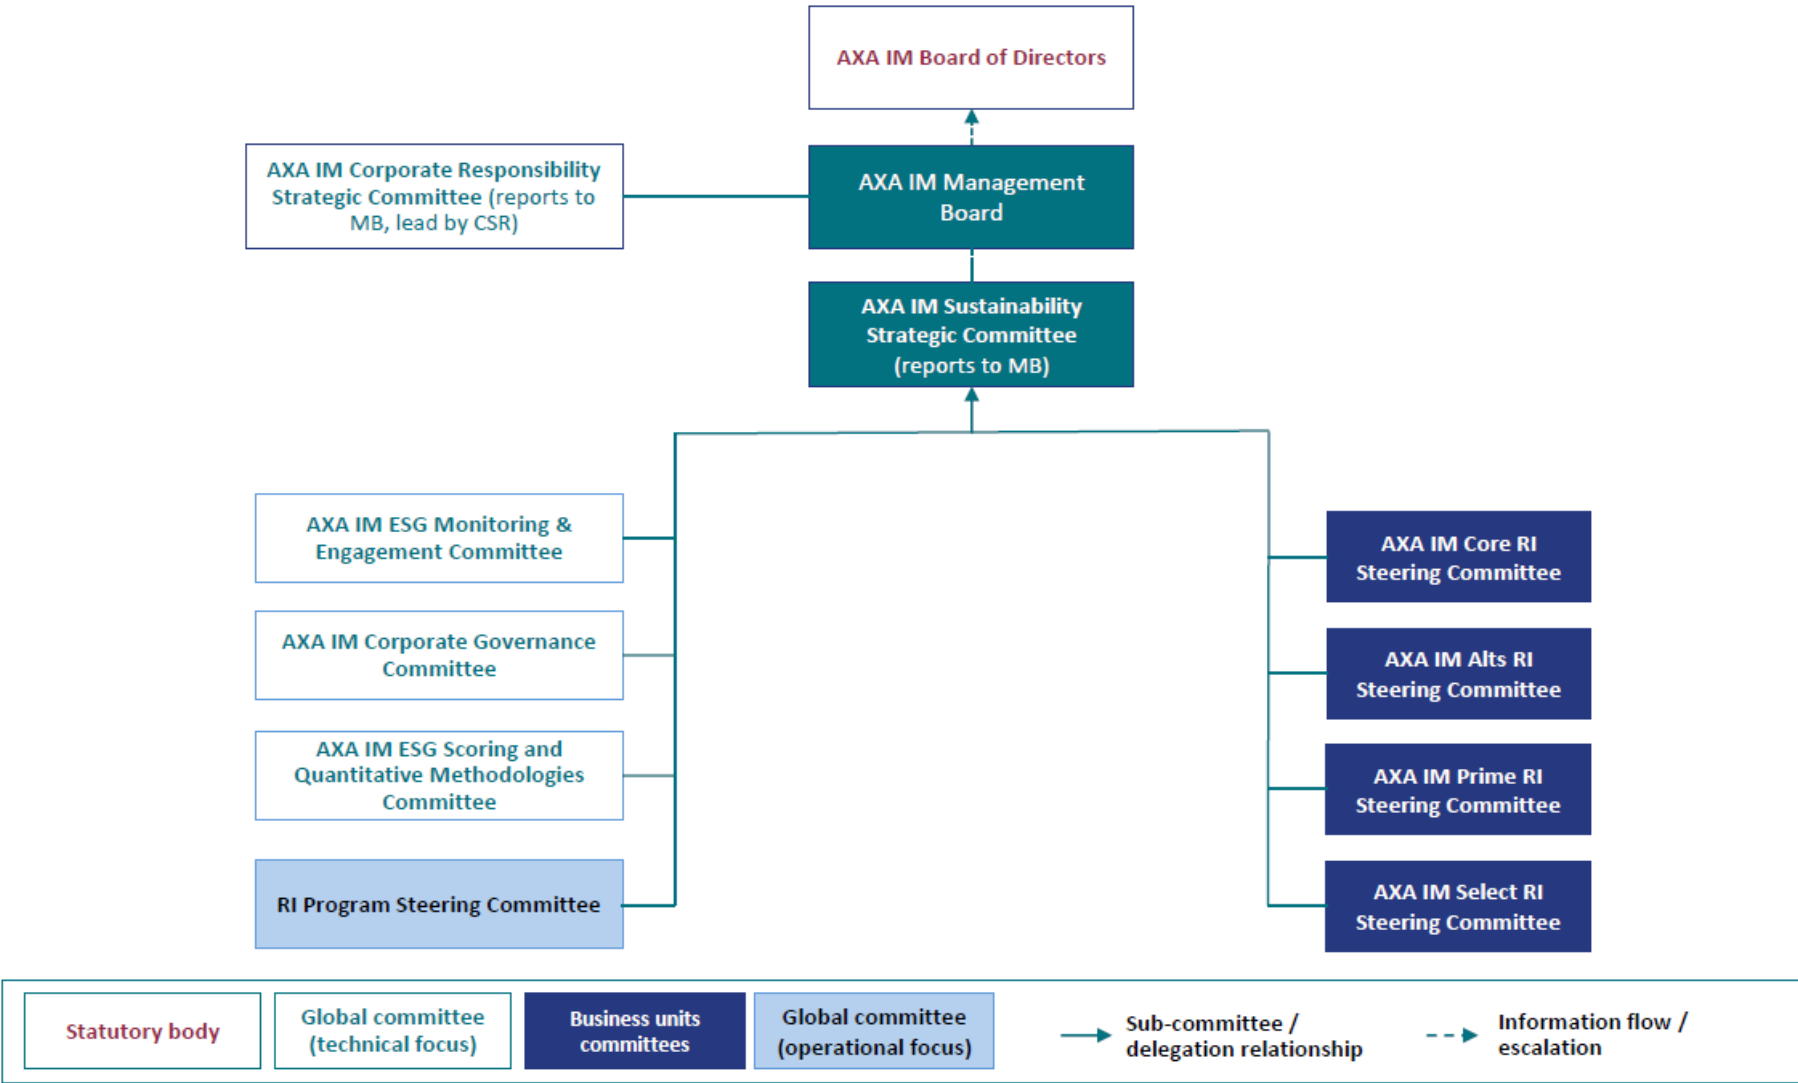 AXA IM Board of Directors
AXA IM Corporate Responsibility
Strategic Committee (reports to
MB, lead by CSR)
AXA IM Management
Board
AXA IM Sustainability
Strategic Committee
(reports to MB)
AXA IM ESG Monitoring &
Engagement Committee
AXA IM Corporate Governance
Committee
AXA IM ESG Scoring and
Quantitative Methodologies
Committee
RI Program Steering Committee
AXA IM Core RI
Steering Committee
AXA IM Alts RI
Steering Committee
AXA IM Prime RI
Steering Committee
AXA IM Select RI
Steering Committee
Statutory body
Global committee
(technical focus)
Business units
committees
Global committee
(operational focus)
Sub-committee /
delegation relationship
Information flow /
escalation